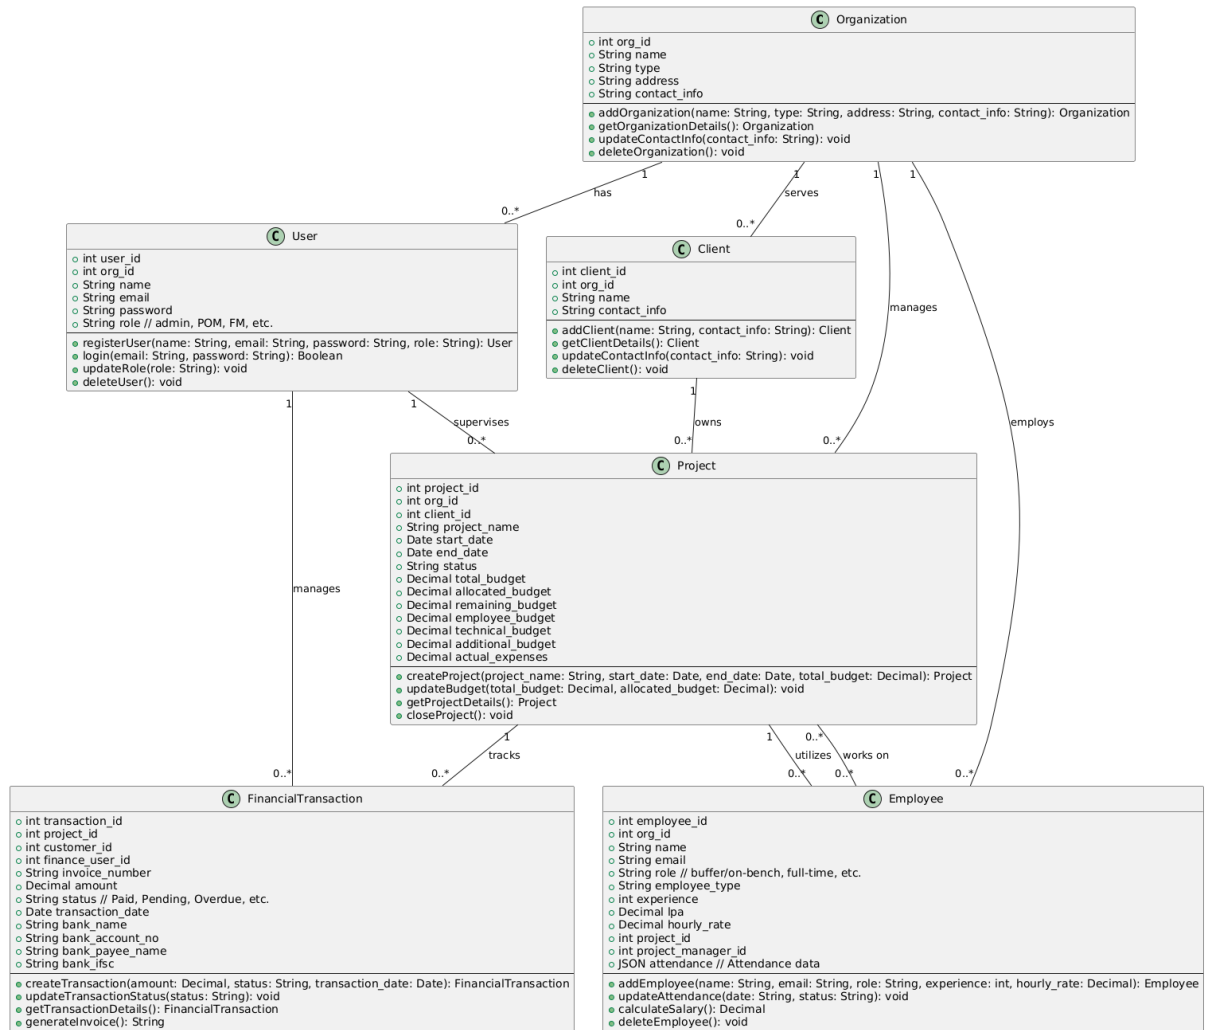 C Organization
int org_id
String name
String type
String address
String contact_info
addOrganization(name: String, type: String, address: String, contact_info: String): Organization
getOrganizationDetails(): Organization
updateContactInfo(contact_info: String): void
deleteOrganization(): void
1 1 1 1
has serves
0..* 0..*
C User
int user_id
int org_id
String name
String email
String password
String role // admin, POM, FM, etc.
registerUser(name: String, email: String, password: String, role: String): User
login(email: String, password: String): Boolean
updateRole(role: String): void
deleteUser(): void
C Client
int client_id
int org_id
String name
String contact_info
addClient(name: String, contact_info: String): Client
getClientDetails(): Client
updateContactInfo(contact_info: String): void
deleteClient(): void
manages
1 1 1
supervises owns employs
0..* 0..* 0..*
C Project
int project_id
int org_id
int client_id
String project_name
Date start_date
Date end_date
String status
Decimal total_budget
Decimal allocated_budget
Decimal remaining_budget
Decimal employee_budget
Decimal technical_budget
Decimal additional_budget
Decimal actual_expenses
createProject(project_name: String, start_date: Date, end_date: Date, total_budget: Decimal): Project
updateBudget(total_budget: Decimal, allocated_budget: Decimal): void
getProjectDetails(): Project
closeProject(): void
manages
1 1 0..*
tracks utilizes works on
0..* 0..* 0..* 0..* 0..*
C FinancialTransaction
int transaction_id
int project_id
int customer_id
int finance_user_id
String invoice_number
Decimal amount
String status // Paid, Pending, Overdue, etc.
Date transaction_date
String bank_name
String bank_account_no
String bank_payee_name
String bank_ifsc
createTransaction(amount: Decimal, status: String, transaction_date: Date): FinancialTransaction
updateTransactionStatus(status: String): void
getTransactionDetails(): FinancialTransaction
generateInvoice(): String
C Employee
int employee_id
int org_id
String name
String email
String role // buffer/on-bench, full-time, etc.
String employee_type
int experience
Decimal lpa
Decimal hourly_rate
int project_id
int project_manager_id
JSON attendance // Attendance data
addEmployee(name: String, email: String, role: String, experience: int, hourly_rate: Decimal): Employee
updateAttendance(date: String, status: String): void
calculateSalary(): Decimal
deleteEmployee(): void